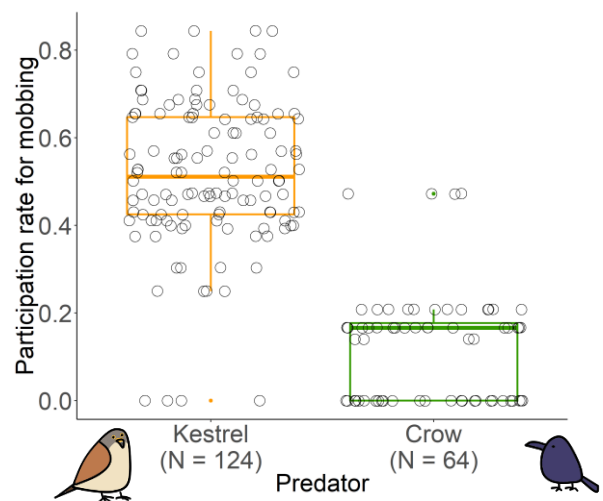 Participation rate for mobbing
0.8
0.6
0.4
0.2
0.0
Kestrel
(N = 124)
Crow
(N = 64)
Predator